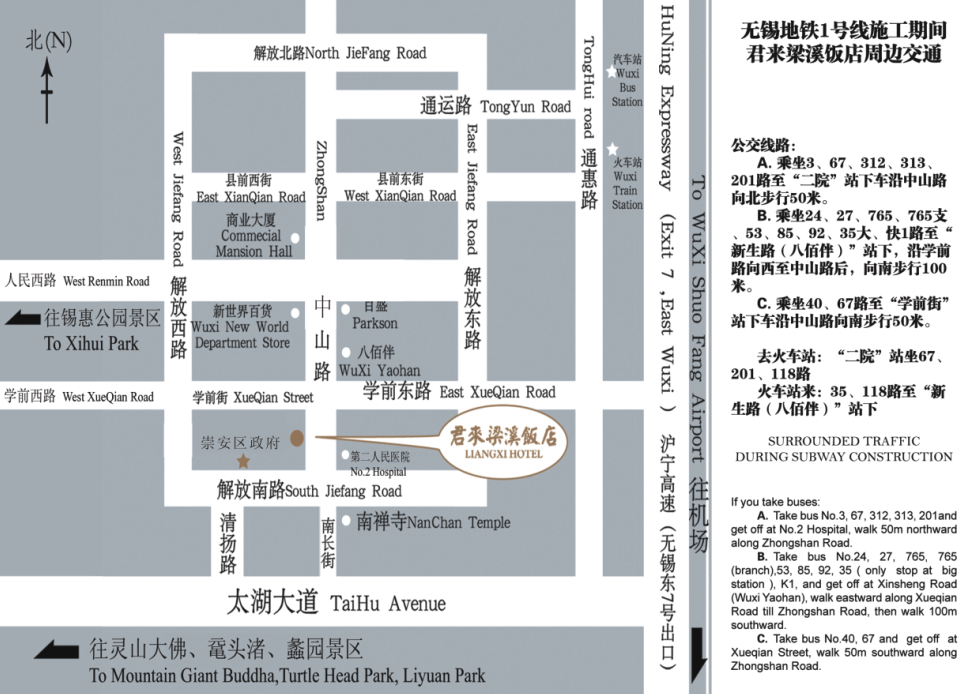 北(N)
解放北路North JieFang Road
通运路 TongYun Road
TongHui road 通惠路
汽车站
Wuxi
Bus
Station
火车站
Wuxi
Train
Station
HuNing Expressway (Exit 7 ,East Wuxi ) 沪宁高速 (无锡东7号出口)
To WuXi Shuo Fang Airport 往机场
West Jiefang Road 解放西路
ZhongShan 中山路
East Jiefang Road 解放东路
县前西街
East XianQian Road
县前东街
West XianQian Road
商业大厦
Commecial
Mansion Hall
人民西路 West Renmin Road
往锡惠公园景区
To Xihui Park
新世界百货
Wuxi New World
Department Store
日盛
Parkson
八佰伴
WuXi Yaohan
学前西路 West XueQian Road
学前街 XueQian Street
学前东路 East XueQian Road
崇安区政府
君來梁溪飯店
LIANGXI HOTEL
第二人民医院
No.2 Hospital
解放南路South Jiefang Road
清扬路
南长街
南禅寺NanChan Temple
太湖大道 TaiHu Avenue
往灵山大佛、鼋头渚、蠡园景区
To Mountain Giant Buddha,Turtle Head Park, Liyuan Park
无锡地铁1号线施工期间
君来梁溪饭店周边交通
公交线路：
A. 乘坐3、67、312、313、
201路至“二院”站下车沿中山路
向北步行50米。
B. 乘坐24、27、765、765支
、53、85、92、35大、快1路至“
新生路（八佰伴）”站下，沿学前
路向西至中山路后，向南步行100
米。
C. 乘坐40、67路至“学前街”
站下车沿中山路向南步行50米。
去火车站：“二院”站坐67、
201、118路
火车站来：35、118路至“新
生路（八佰伴）”站下
SURROUNDED TRAFFIC
DURING SUBWAY CONSTRUCTION
If you take buses:
A. Take bus No.3, 67, 312, 313, 201and
get off at No.2 Hospital, walk 50m northward
along Zhongshan Road.
B. Take bus No.24, 27, 765, 765
(branch),53, 85, 92, 35 ( only stop at big
station ), K1, and get off at Xinsheng Road
(Wuxi Yaohan), walk eastward along Xueqian
Road till Zhongshan Road, then walk 100m
southward.
C. Take bus No.40, 67 and get off at
Xueqian Street, walk 50m southward along
Zhongshan Road.